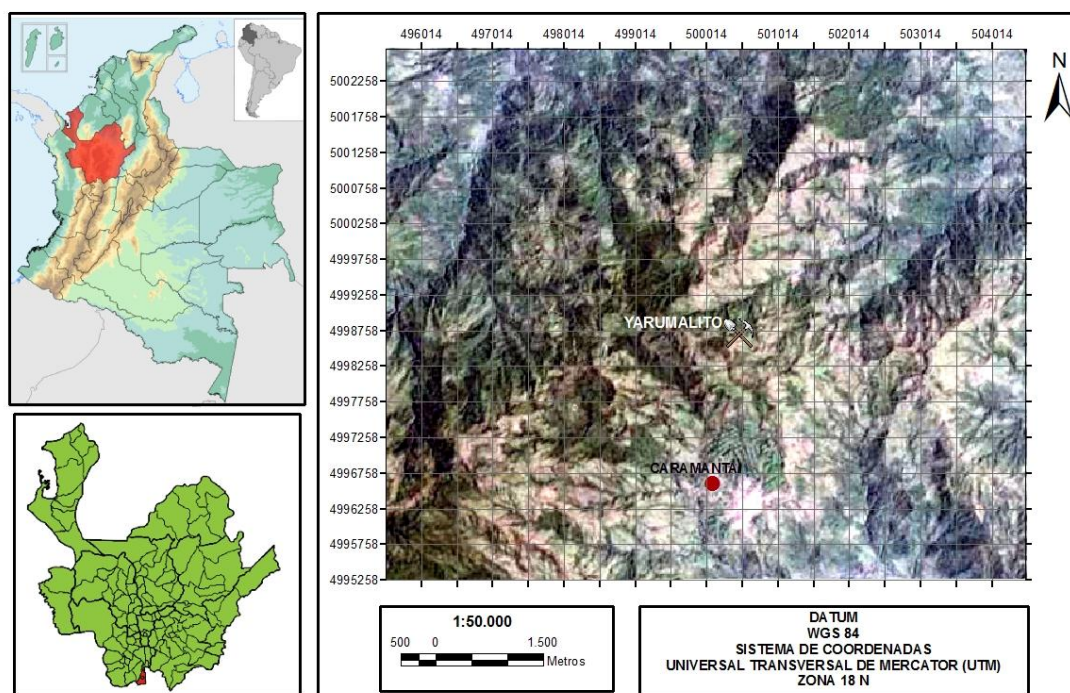 496014 497014 498014 499014 500014 501014 502014 503014 504014
N
5002258
5001758
5001258
5000758
5000258
4999758
4999258
4998758
4998258
4997758
4997258
4996758
4996258
4995758
4995258
YARUMALITO
CARAMANTA
1:50.000
500 0 1.500
Metros
DATUM
WGS 84
SISTEMA DE COORDENADAS
UNIVERSAL TRANSVERSAL DE MERCATOR (UTM)
ZONA 18 N